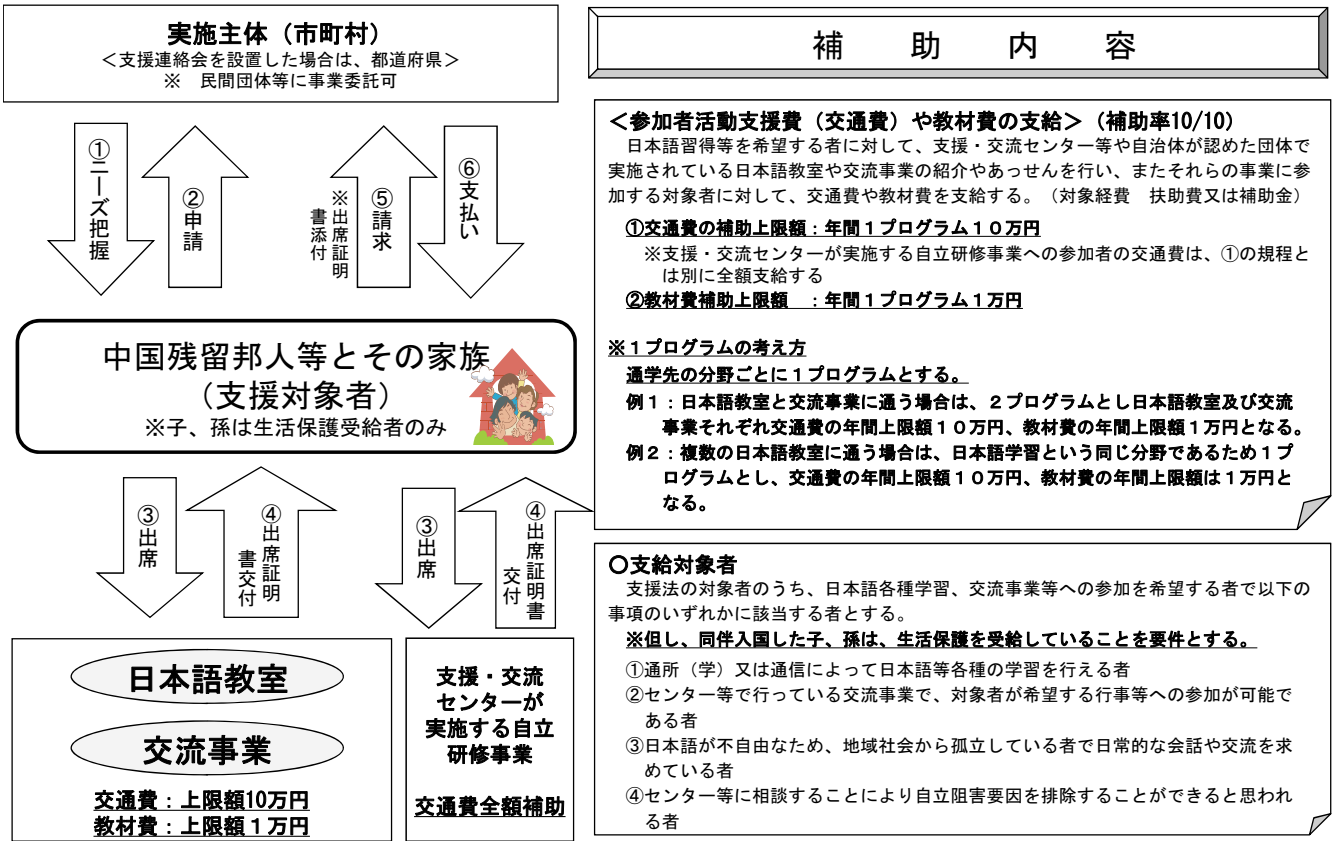 実施主体（市町村）
＜支援連絡会を設置した場合は、都道府県＞
※　民間団体等に事業委託可
①ニーズ把握
②申請
⑤請求
※出席証明
書添付
⑥支払い
中国残留邦人等とその家族
（支援対象者）
※子、孫は生活保護受給者のみ
③出席
④出席証明
書交付
③出席
④出席証明書
交付
日本語教室
交流事業
交通費：上限額10万円
教材費：上限額１万円
支援・交流
センターが
実施する自立
研修事業
交通費全額補助
補　助　内　容
＜参加者活動支援費（交通費）や教材費の支給＞（補助率10/10）
日本語習得等を希望する者に対して、支援・交流センター等や自治体が認めた団体で
実施されている日本語教室や交流事業の紹介やあっせんを行い、またそれらの事業に参
加する対象者に対して、交通費や教材費を支給する。（対象経費　扶助費又は補助金）
①交通費の補助上限額：年間１プログラム１０万円
※支援・交流センターが実施する自立研修事業への参加者の交通費は、①の規程と
は別に全額支給する
②教材費補助上限額　：年間１プログラム１万円
※１プログラムの考え方
通学先の分野ごとに１プログラムとする。
例１：日本語教室と交流事業に通う場合は、２プログラムとし日本語教室及び交流
事業それぞれ交通費の年間上限額１０万円、教材費の年間上限額１万円となる。
例２：複数の日本語教室に通う場合は、日本語学習という同じ分野であるため１プ
ログラムとし、交通費の年間上限額１０万円、教材費の年間上限額は１万円と
なる。
○支給対象者
支援法の対象者のうち、日本語各種学習、交流事業等への参加を希望する者で以下の
事項のいずれかに該当する者とする。
※但し、同伴入国した子、孫は、生活保護を受給していることを要件とする。
①通所（学）又は通信によって日本語等各種の学習を行える者
②センター等で行っている交流事業で、対象者が希望する行事等への参加が可能で
ある者
③日本語が不自由なため、地域社会から孤立している者で日常的な会話や交流を求
めている者
④センター等に相談することにより自立阻害要因を排除することができると思われ
る者